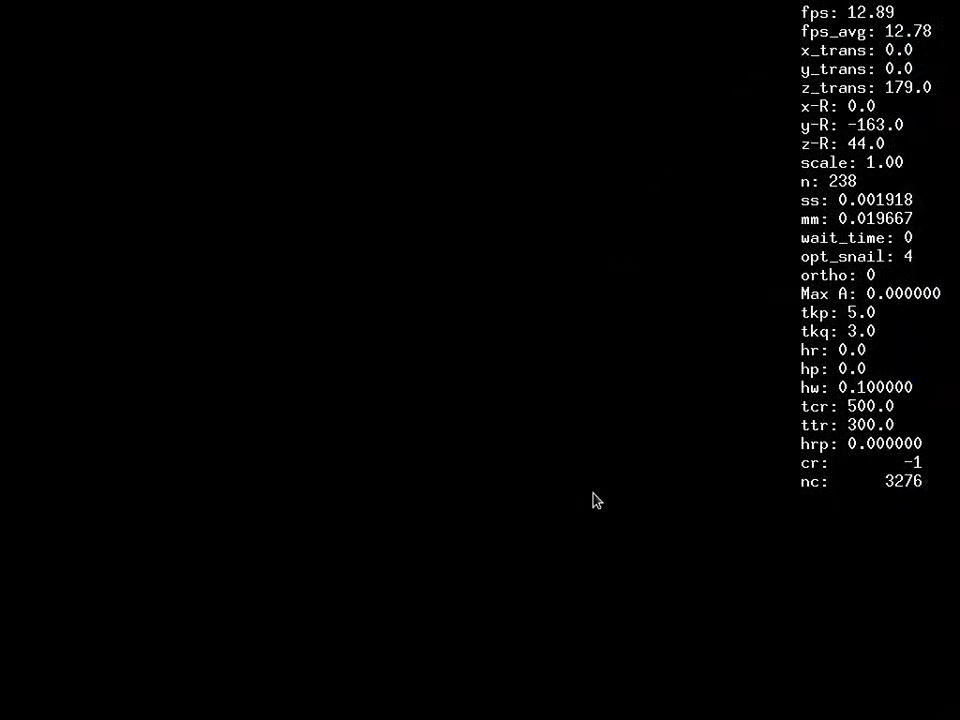 fps: 12.89
fps_avg: 12.78
x_trans: 0.0
y_trans: 0.0
z_trans: 179.0
x-R: 0.0
y-R: -163.0
z-R: 44.0
scale: 1.00
n: 238
ss: 0.001918
mm: 0.019667
wait_time: 0
opt_snail: 4
ortho: 0
Max A: 0.000000
tkp: 5.0
tkq: 3.0
hr: 0.0
hp: 0.0
hw: 0.100000
tcr: 500.0
ttr: 300.0
hrp: 0.000000
cr: -1
nc: 3276